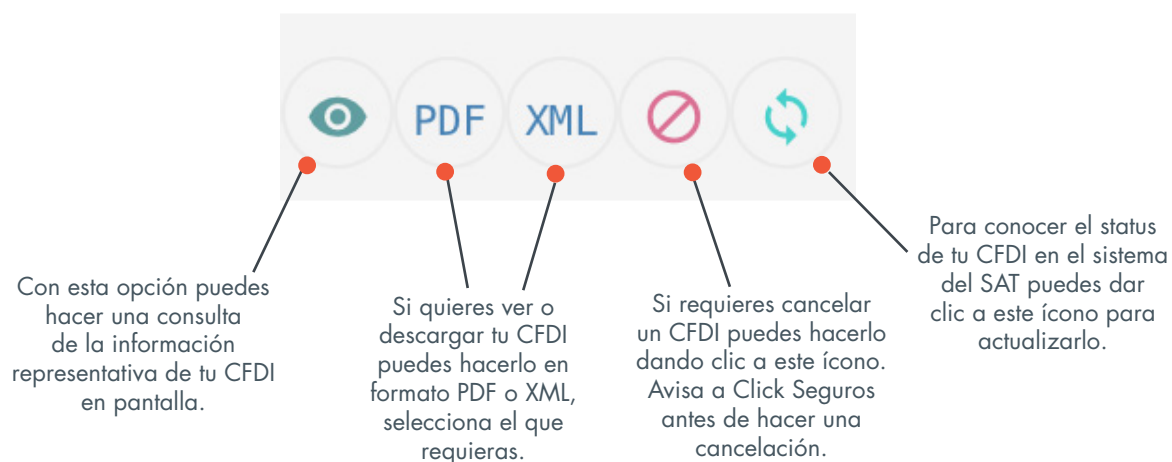 PDF
XML
Con esta opción puedes
hacer una consulta
de la información
representativa de tu CFDI
en pantalla.
Si quieres ver o
descargar tu CFDI
puedes hacerlo en
formato PDF o XML,
selecciona el que
requieras.
Si requieres cancelar
un CFDI puedes hacerlo
dando clic a este ícono.
Avisa a Click Seguros
antes de hacer una
cancelación.
Para conocer el status
de tu CFDI en el sistema
del SAT puedes dar
clic a este ícono para
actualizarlo.